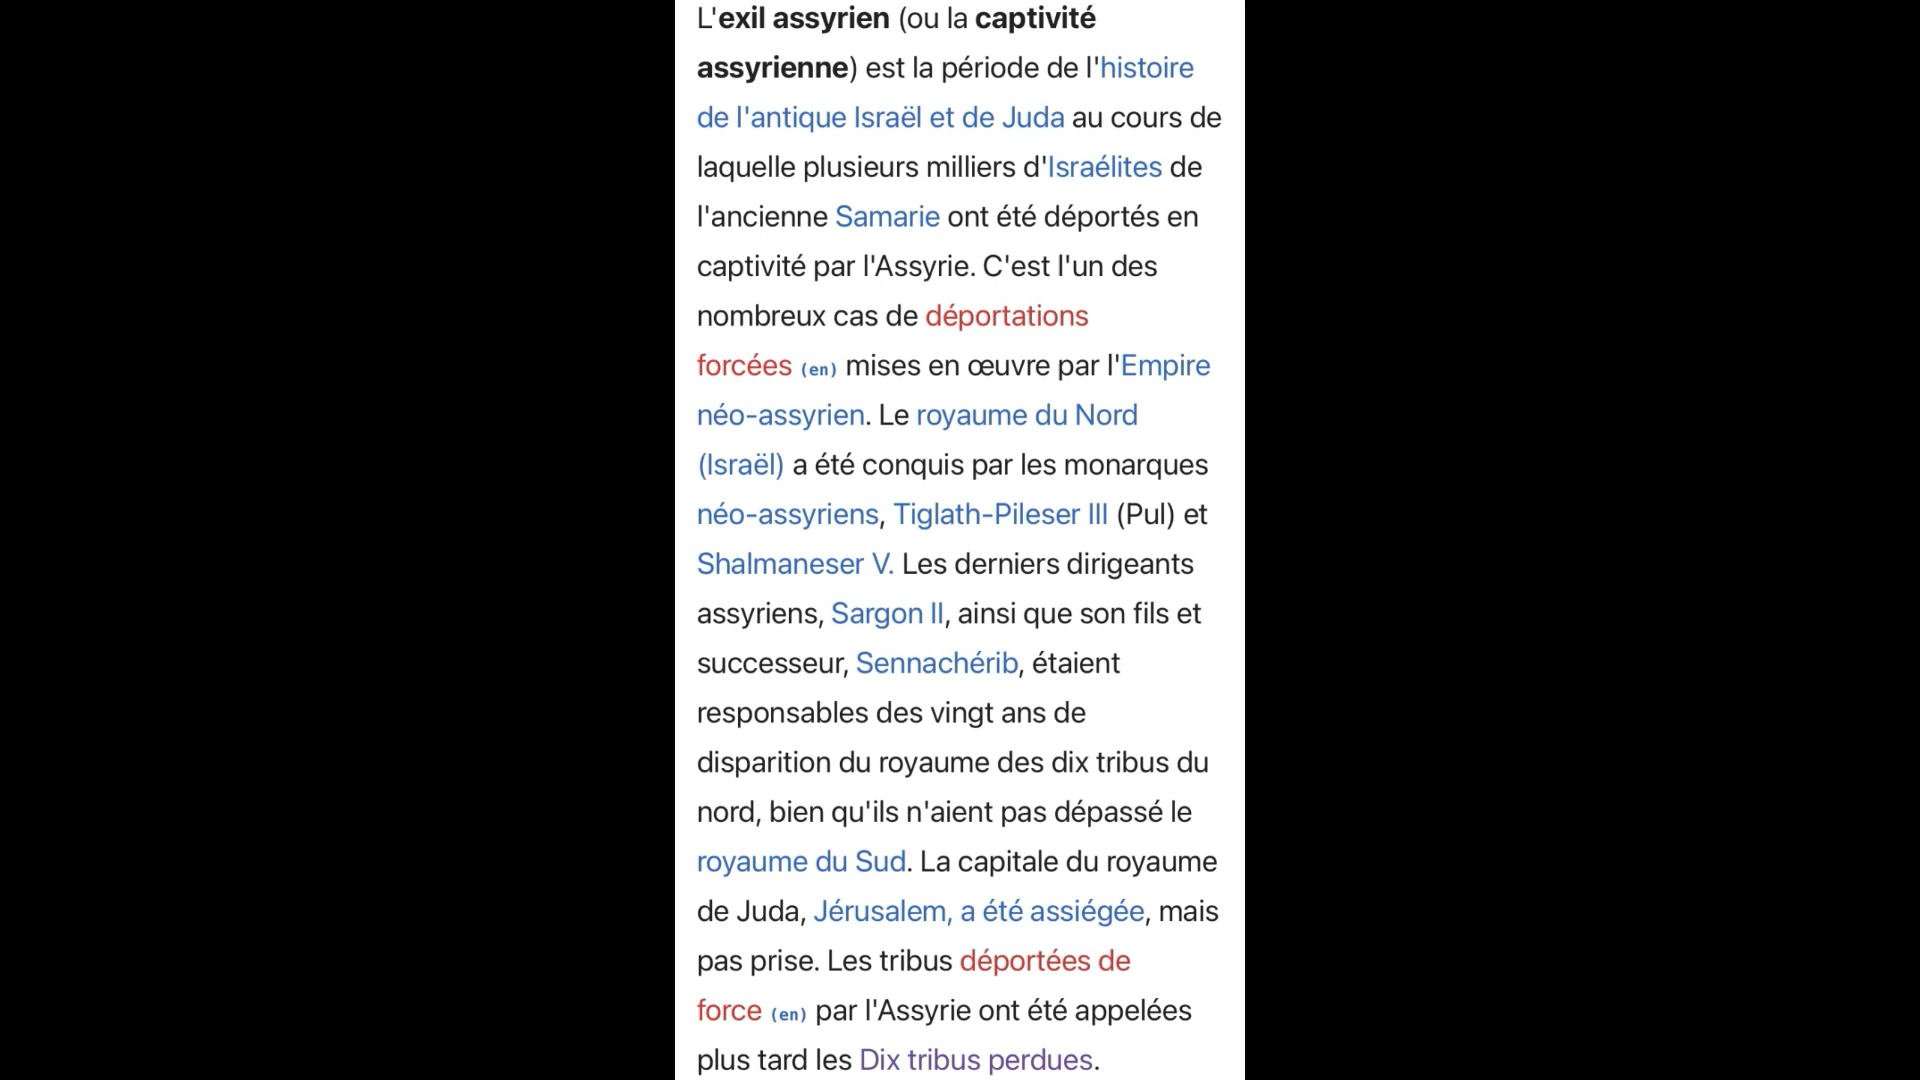 L'exil assyrien (ou la captivité
assyrienne) est la période de l'histoire
de l'antique Israël et de Juda au cours de
laquelle plusieurs milliers d'Israélites de
l'ancienne Samarie ont été déportés en
captivité par l'Assyrie. C'est l'un des
nombreux cas de déportations
forcées (en) mises en œuvre par l'Empire
néo-assyrien. Le royaume du Nord
(Israël) a été conquis par les monarques
néo-assyriens, Tiglath-Pileser III (Pul) et
Shalmaneser V. Les derniers dirigeants
assyriens, Sargon II, ainsi que son fils et
successeur, Sennachérib, étaient
responsables des vingt ans de
disparition du royaume des dix tribus du
nord, bien qu'ils n'aient pas dépassé le
royaume du Sud. La capitale du royaume
de Juda, Jérusalem, a été assiégée, mais
pas prise. Les tribus déportées de
force (en) par l'Assyrie ont été appelées
plus tard les Dix tribus perdues.